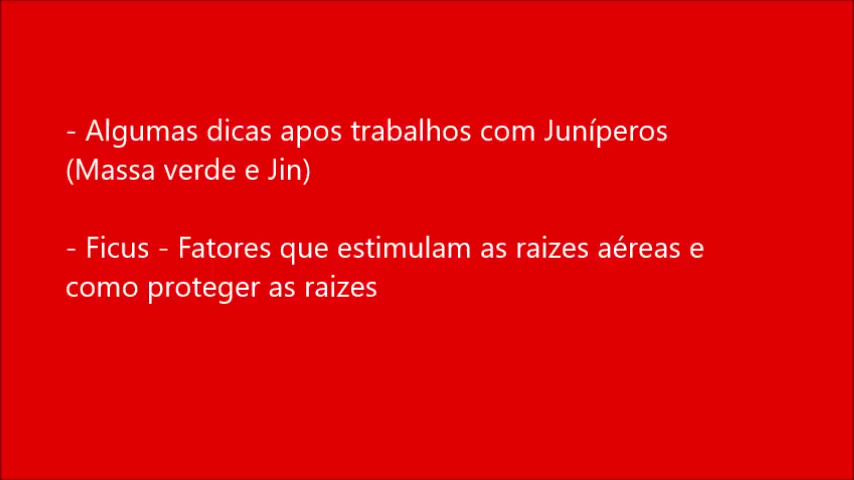 - Algumas dicas apos trabalhos com Juníperos
(Massa verde e Jin)
- Ficus - Fatores que estimulam as raizes aéreas e
como proteger as raizes